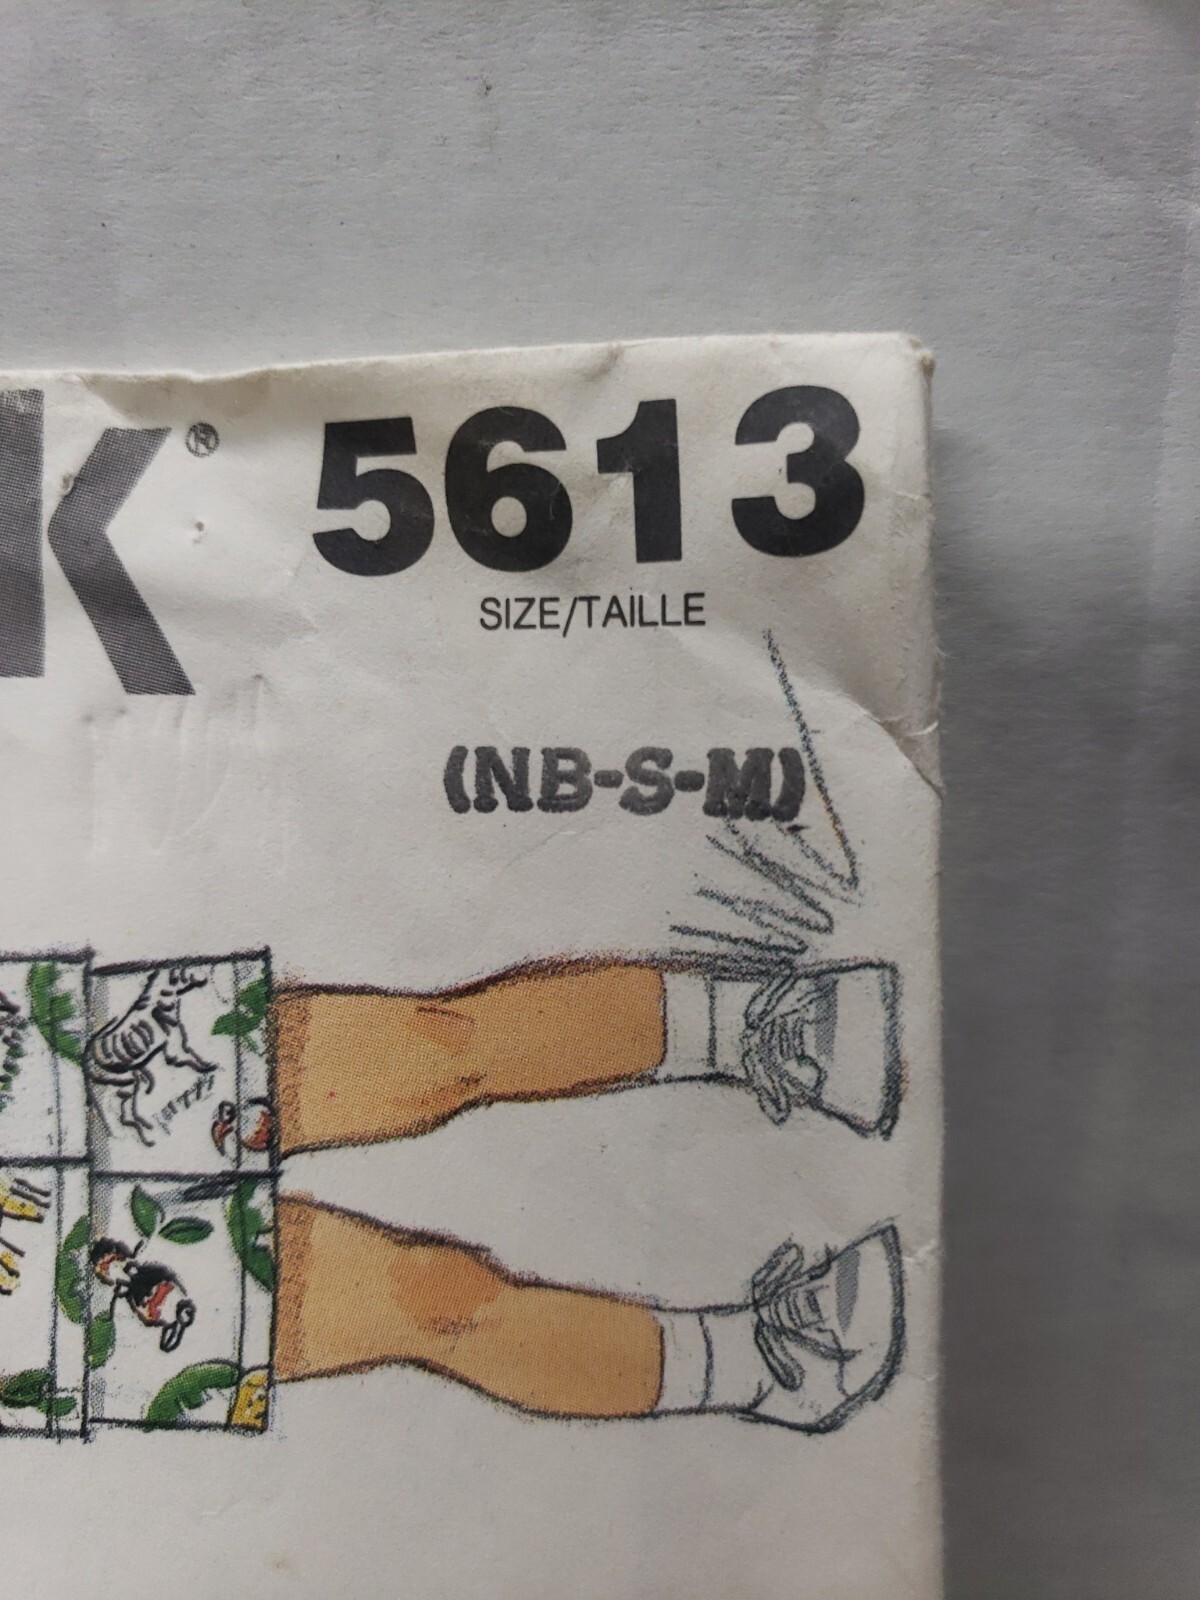 K® 5613
SIZE/TAILLE
(NB-S-M)